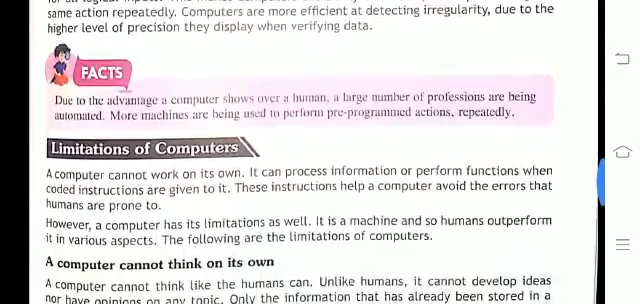 same action repeatedly. Computers are more efficient at detecting irregularity, due to the
higher level of precision they display when verifying data.
FACTS
Due to the advantage a computer shows over a human, a large number of professions are being
automated. More machines are being used to perform pre-programmed actions, repeatedly.
Limitations of Computers
A computer cannot work on its own. It can process information or perform functions when
coded instructions are given to it. These instructions help a computer avoid the errors that
humans are prone to.
However, a computer has its limitations as well. It is a machine and so humans outperform
it in various aspects. The following are the limitations of computers.
A computer cannot think on its own
A computer cannot think like the humans can. Unlike humans, it cannot develop ideas
nor have opinions on any topic. Only the information that has already been stored in a